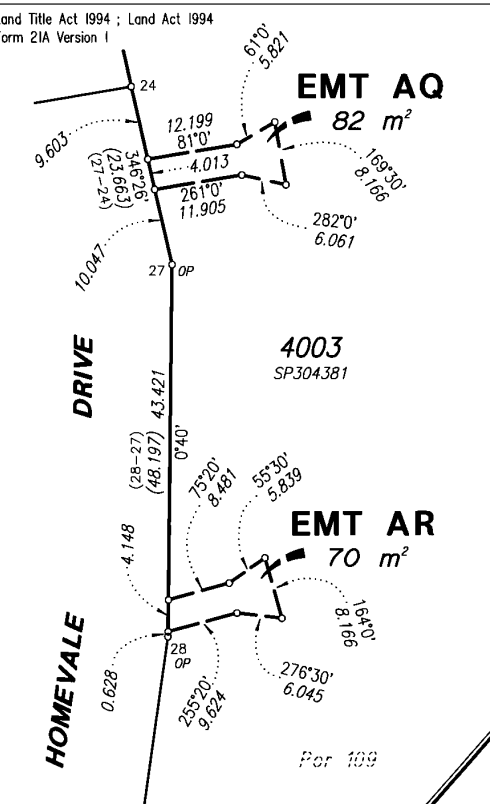 Land Title Act 1994 ; Land Act 1994
Form 21A Version 1
24
61°0'
5.821
EMT AQ
82 m²
12.199
81°0'
9.603
346°26'
(23.663)
(27-24)
4.013
261°0'
11.905
169°30'
8.166
282°0'
6.061
10.047
27 OP
4003
SP304381
DRIVE
43.421
0°40'
(48.197)
(28-27)
75°20'
8.481
55°30'
5.839
EMT AR
70 m²
4.148
164°0'
8.166
28
OP
0.628
255°20'
9.624
276°30'
6.045
HOMEVALE
Por 109